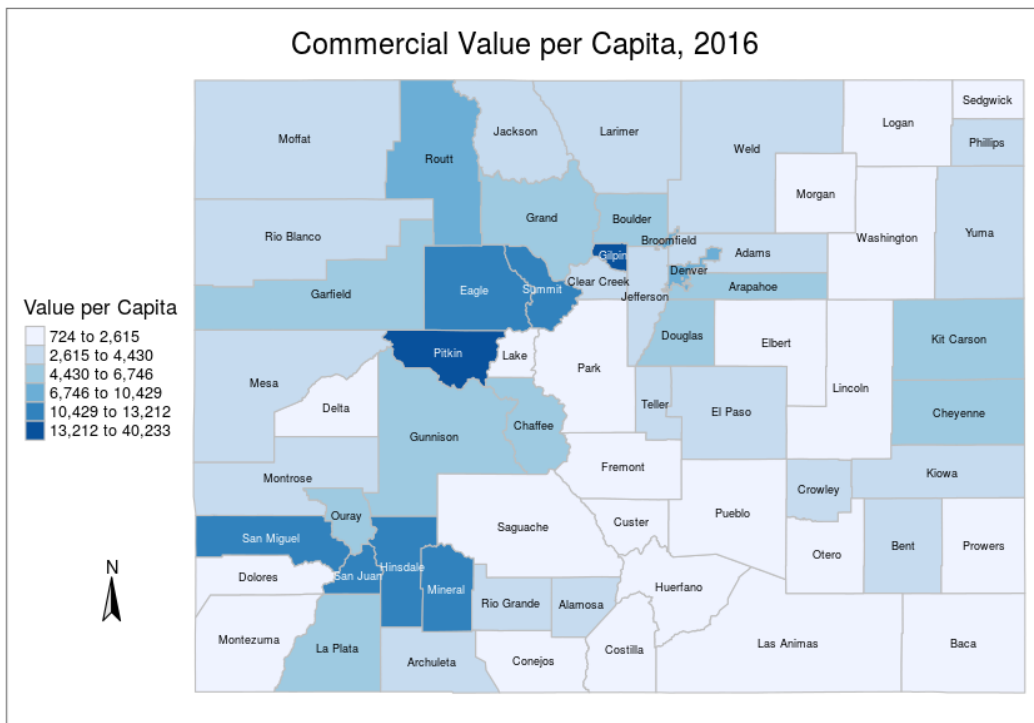 Commercial Value per Capita, 2016
Sedgwick
Logan
Moffat
Jackson
Larimer
Phillips
Weld
Routt
Morgan
Grand
Boulder
Yuma
Rio Blanco
Broomfield
Washington
Gilpin
Adams
Denver
Clear Creek
Eagle
Summit
Garfield
Jefferson
Arapahoe
Value per Capita
724 to 2,615
2,615 to 4,430
4,430 to 6,746
6,746 to 10,429
10,429 to 13,212
13,212 to 40,233
Douglas
Elbert
Kit Carson
Pitkin
Lake
Park
Mesa
Lincoln
Delta
Teller
El Paso
Cheyenne
Chaffee
Gunnison
Fremont
Montrose
Kiowa
Crowley
Ouray
Pueblo
Saguache
Custer
San Miguel
Otero
Bent
Prowers
N
Dolores
San Juan
Hinsdale
Mineral
Huerfano
Rio Grande
Alamosa
Montezuma
La Plata
Costilla
Las Animas
Baca
Archuleta
Conejos